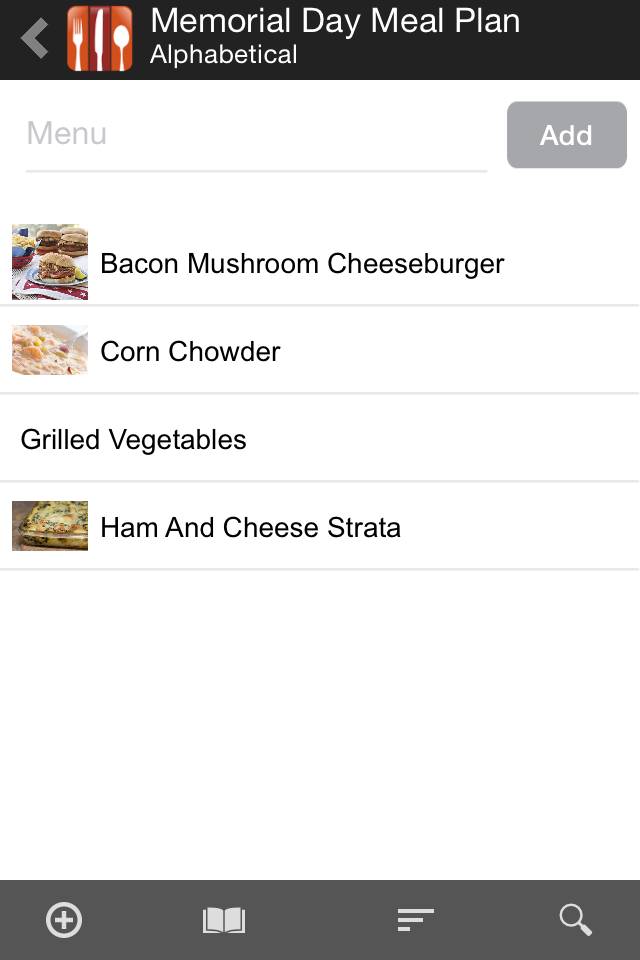 Memorial Day Meal Plan
Alphabetical
Menu
Add
Bacon Mushroom Cheeseburger
Corn Chowder
Grilled Vegetables
Ham And Cheese Strata